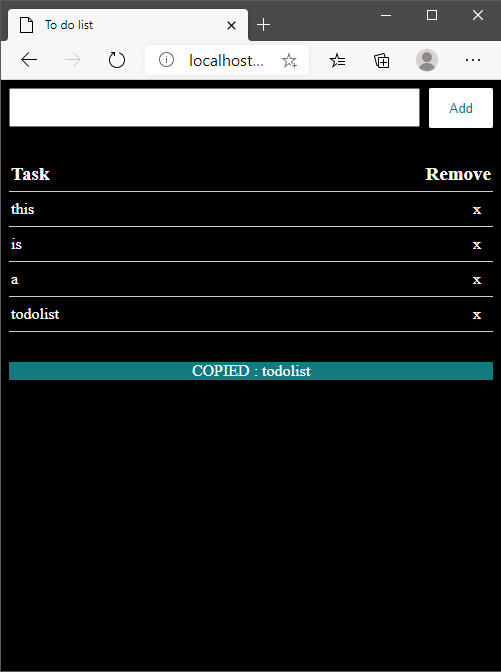 To do list
localhost...
Add
Task Remove
this x
is x
a x
todolist x
COPIED : todolist